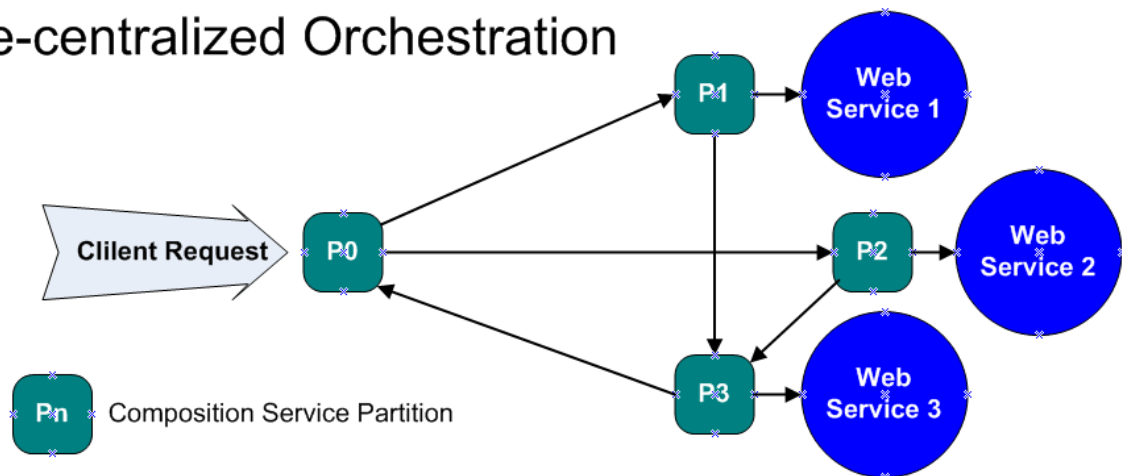 e-centralized Orchestration
P1
Web
Service 1
Clilent Request
P0
P2
Web
Service 2
P3
Web
Service 3
Pn
Composition Service Partition